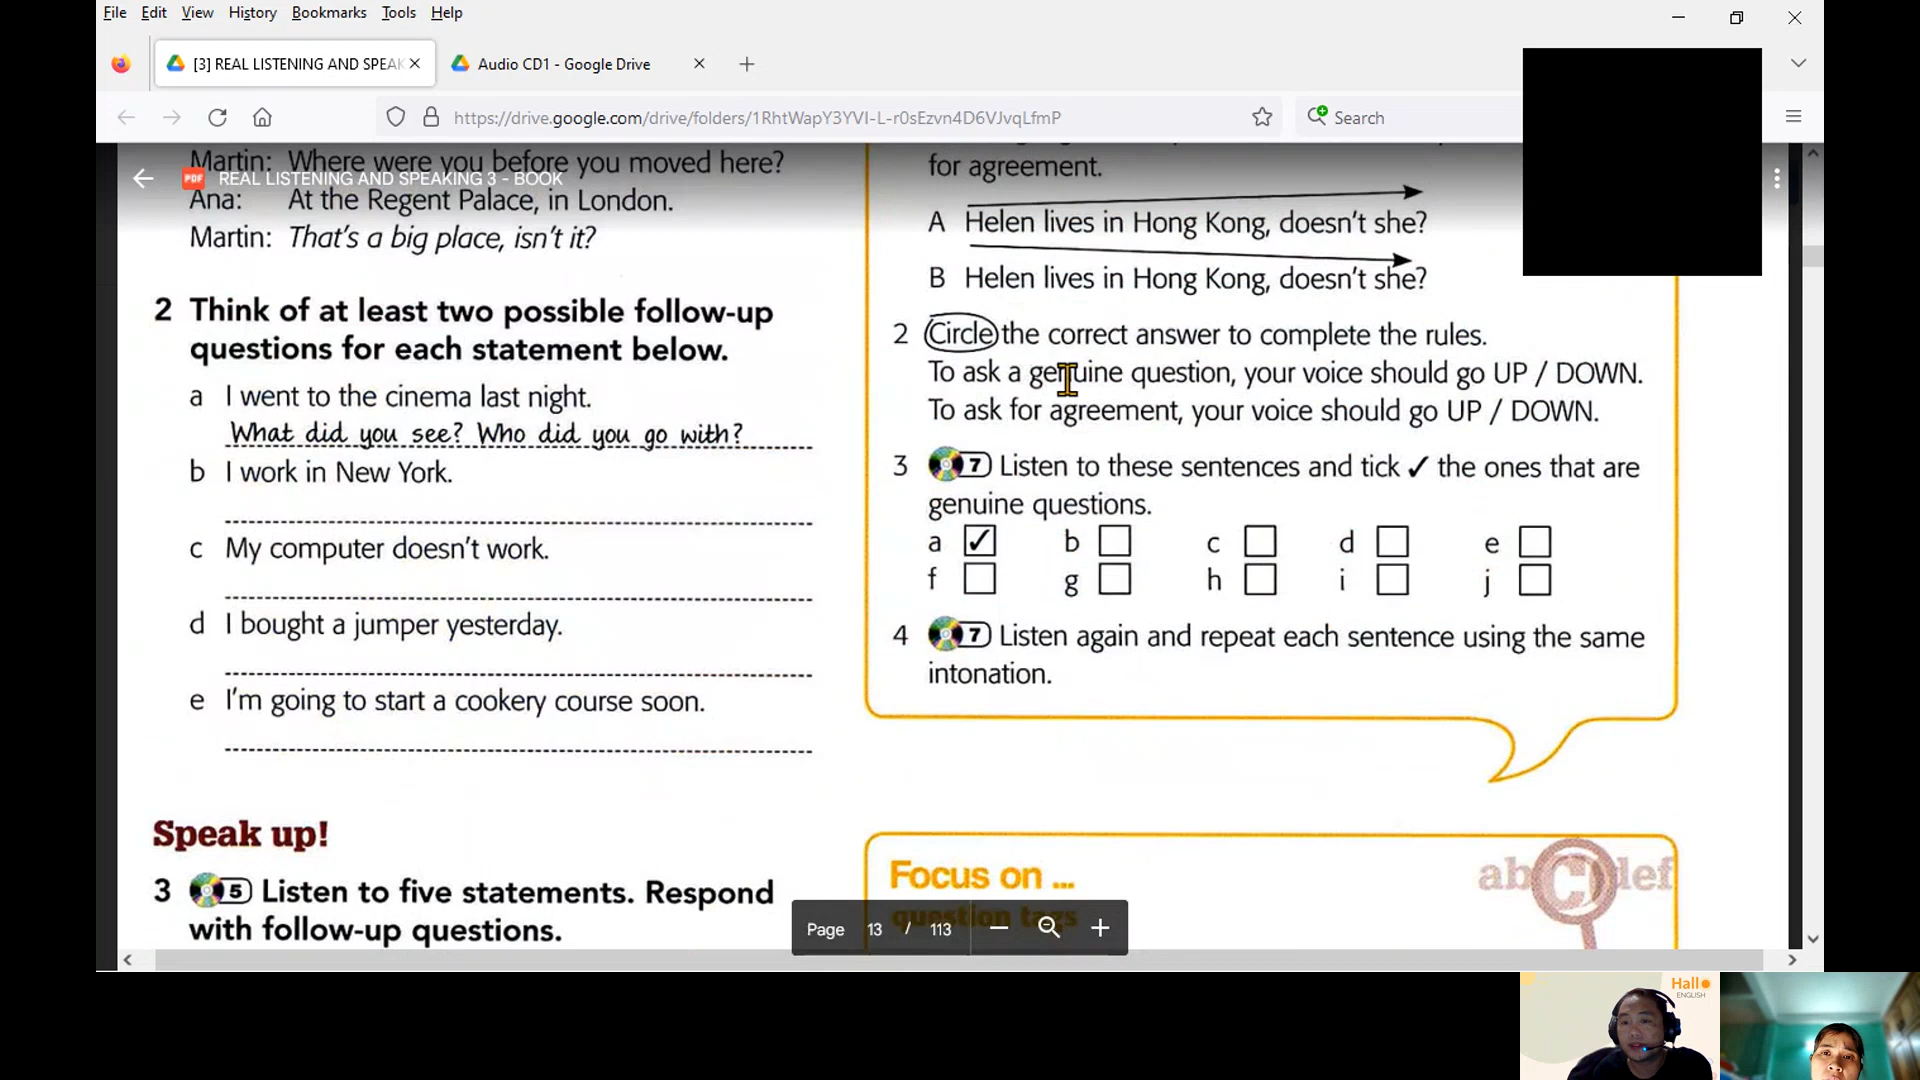 File Edit View History Bookmarks Tools Help
[3] REAL LISTENING AND SPEAK
Audio CD1 - Google Drive
https://drive.google.com/drive/folders/1RhtWapY3YVI-L-r0sEzvn4D6VJvqLfmP
Search
PDF REAL LISTENING AND SPEAKING 3 - BOOK
Martin: Where were you before you moved here?
Ana: At the Regent Palace, in London.
Martin: That's a big place, isn't it?
2 Think of at least two possible follow-up
questions for each statement below.
a I went to the cinema last night.
What did you see? Who did you go with?
b I work in New York.
c My computer doesn't work.
d I bought a jumper yesterday.
e I'm going to start a cookery course soon.
Speak up!
3 5 Listen to five statements. Respond
with follow-up questions.
for agreement.
A Helen lives in Hong Kong, doesn't she?
B Helen lives in Hong Kong, doesn't she?
2 Circle the correct answer to complete the rules.
To ask a genuine question, your voice should go UP / DOWN.
To ask for agreement, your voice should go UP / DOWN.
3 7 Listen to these sentences and tick ✓ the ones that are
genuine questions.
a ✓ b c d e
f g h i j
4 7 Listen again and repeat each sentence using the same
intonation.
Focus on ...
question tags
abcdef
Page 13 / 113
Hallo
ENGLISH